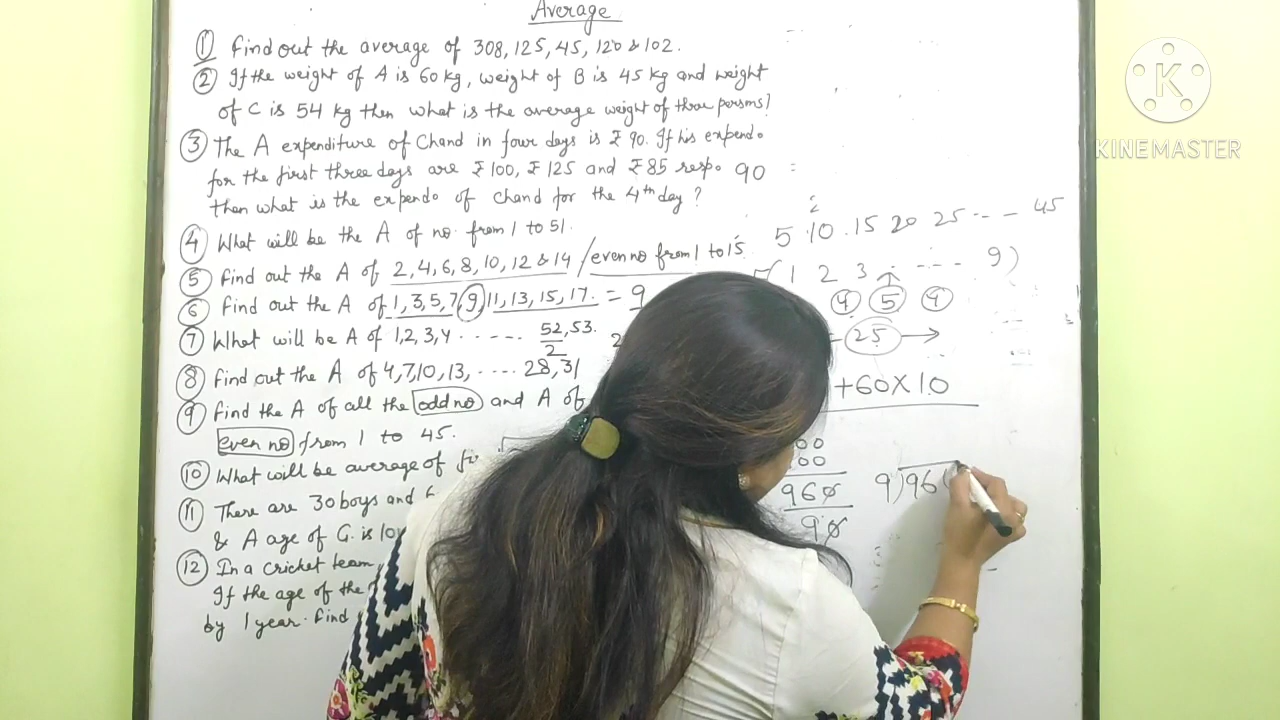 Average
① Find out the average of 308, 125, 45, 120 & 102.
② If the weight of A is 60 kg, weight of B is 45 kg and weight
of C is 54 kg then what is the average weight of three persons?
③ The A expenditure of Chand in four days is ₹ 90. If his expend.
for the first three days are ₹ 100, ₹ 125 and ₹ 85 resp. 90 =
then what is the expend. of Chand for the 4th day?
④ What will be the A of no. from 1 to 51.
5 10 15 20 25 - - - 45
⑤ Find out the A of 2, 4, 6, 8, 10, 12 & 14 / even no from 1 to 15
1 2 3 - - - - 9)
⑥ Find out the A of 1, 3, 5, 7, 9, 11, 13, 15, 17. = 9
4 5 9
⑦ What will be A of 1, 2, 3, 4 ...... 52, 53.
2
25 →
⑧ Find out the A of 4, 7, 10, 13, ..... 28, 31
+ 60 X 10
⑨ Find the A of all the odd no and A of
even no from 1 to 45.
00
00
⑩ What will be average of
960
90
9)96(
⑪ There are 30 boys and
& A age of G. is
⑫ In a cricket team
If the age of the
by 1 year. Find
KINEMASTER